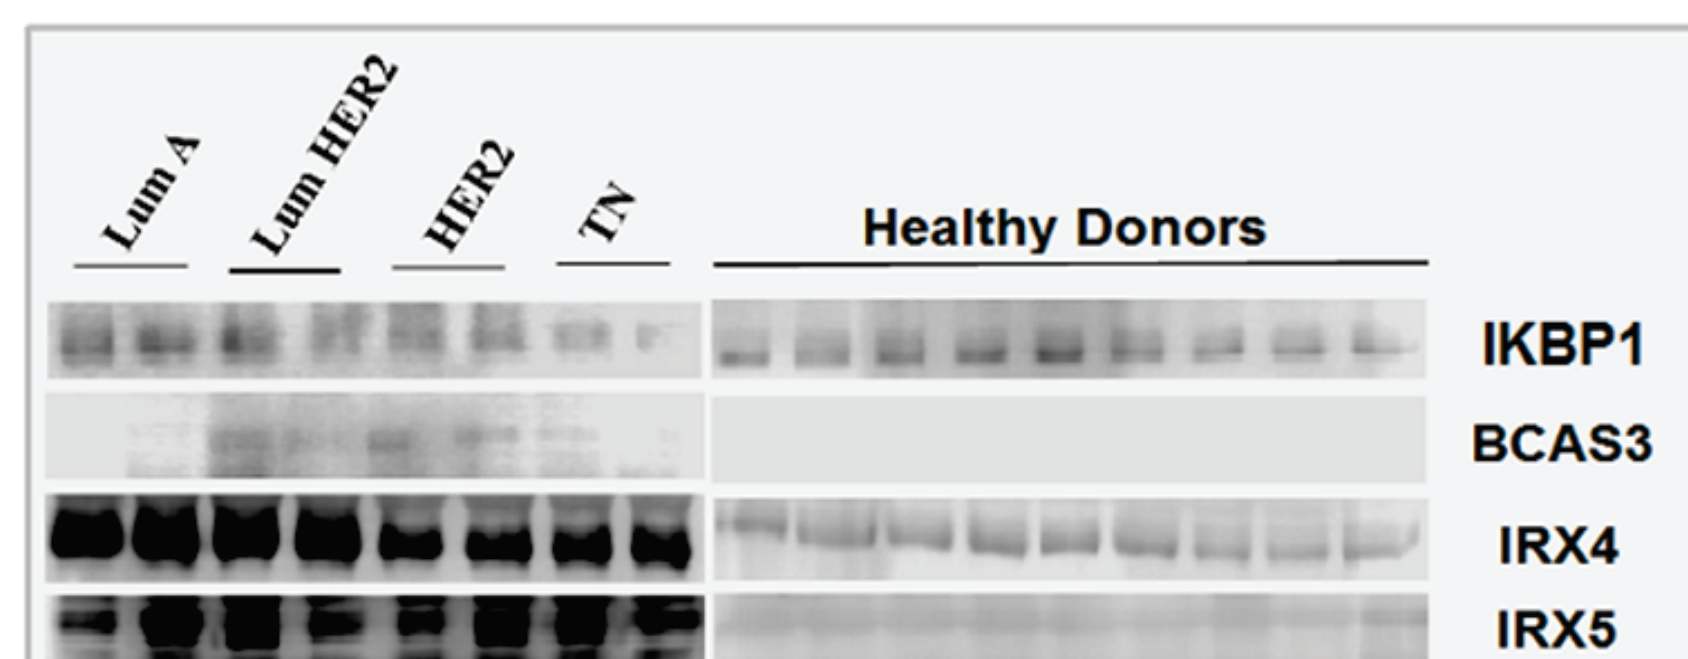 Lum A
Lum HER2
HER2
TN
Healthy Donors
IKBP1
BCAS3
IRX4
IRX5